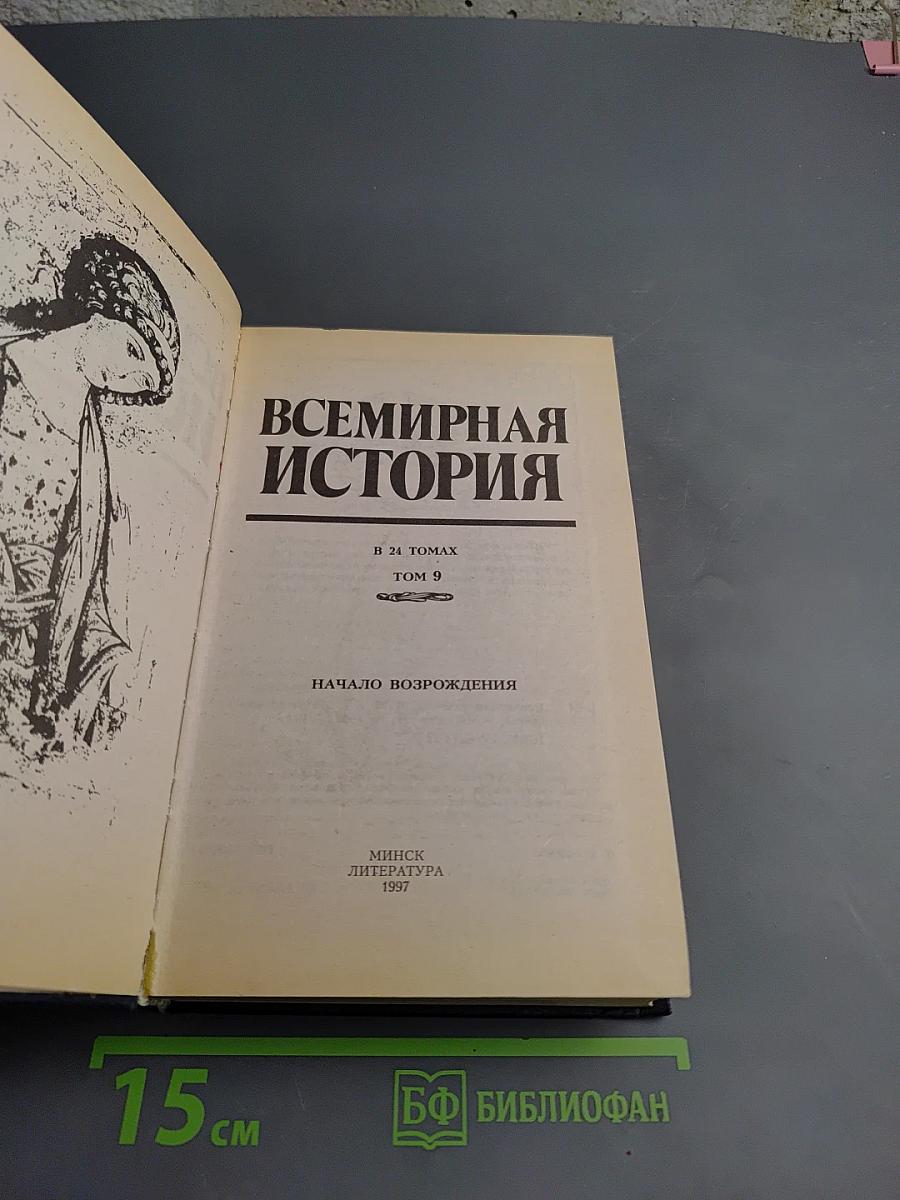 ВСЕМИРНАЯ
ИСТОРИЯ
В 24 ТОМАХ
ТОМ 9
НАЧАЛО ВОЗРОЖДЕНИЯ
МИНСК
ЛИТЕРАТУРА
1997
15 см
БФ БИБЛИОФАН